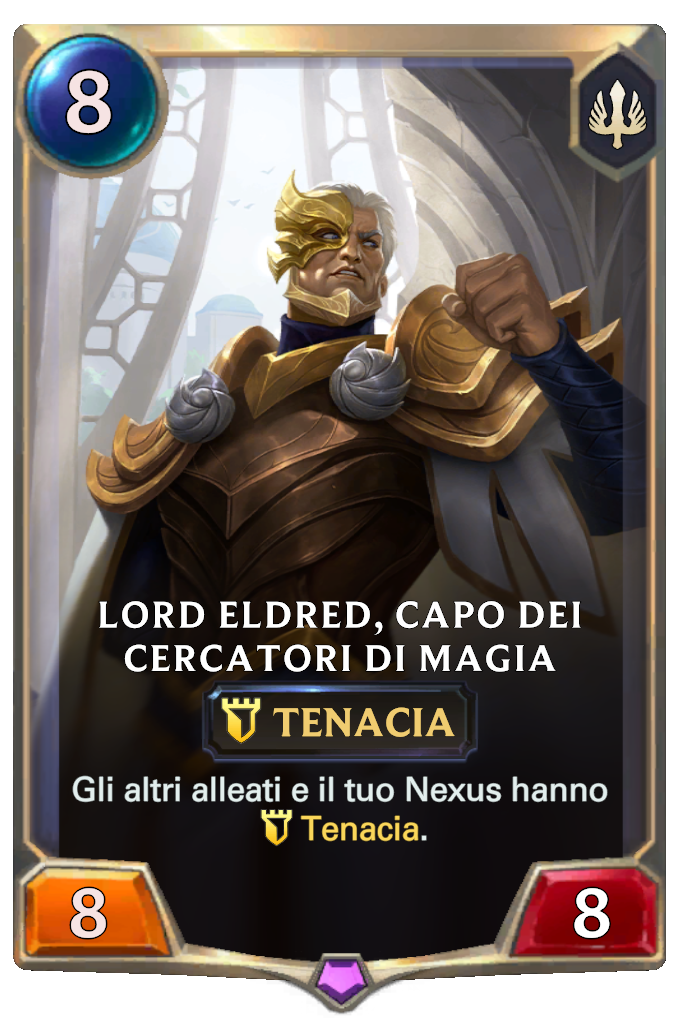 8
LORD ELDRED, CAPO DEI
CERCATORI DI MAGIA
TENACIA
Gli altri alleati e il tuo Nexus hanno
Tenacia.
8
8